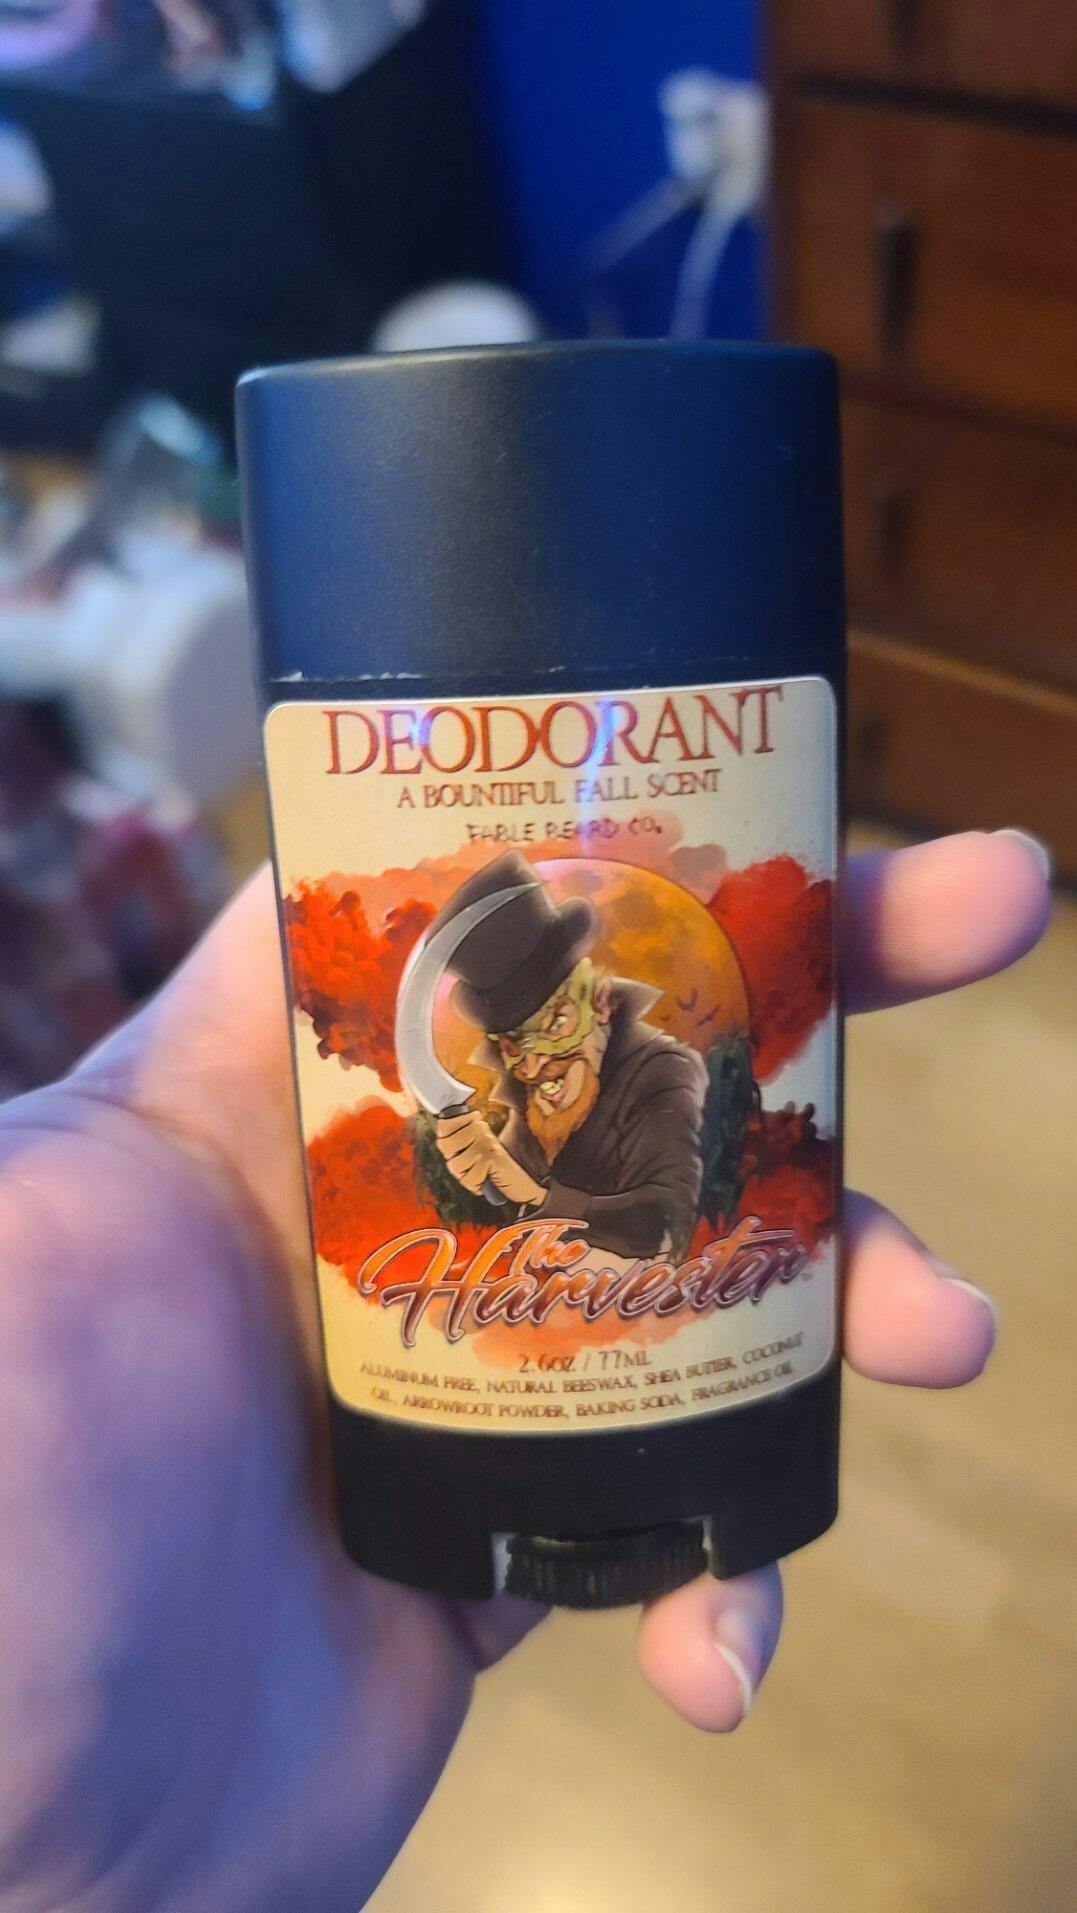 DEODORANT
A BOUNTIFUL FALL SCENT
FABLE BEARD CO.
The
Harvester
2.6OZ / 77ML
ALUMINUM FREE, NATURAL BEESWAX, SHEA BUTTER, COCONUT
OIL, ARROWROOT POWDER, BAKING SODA, FRAGRANCE OIL